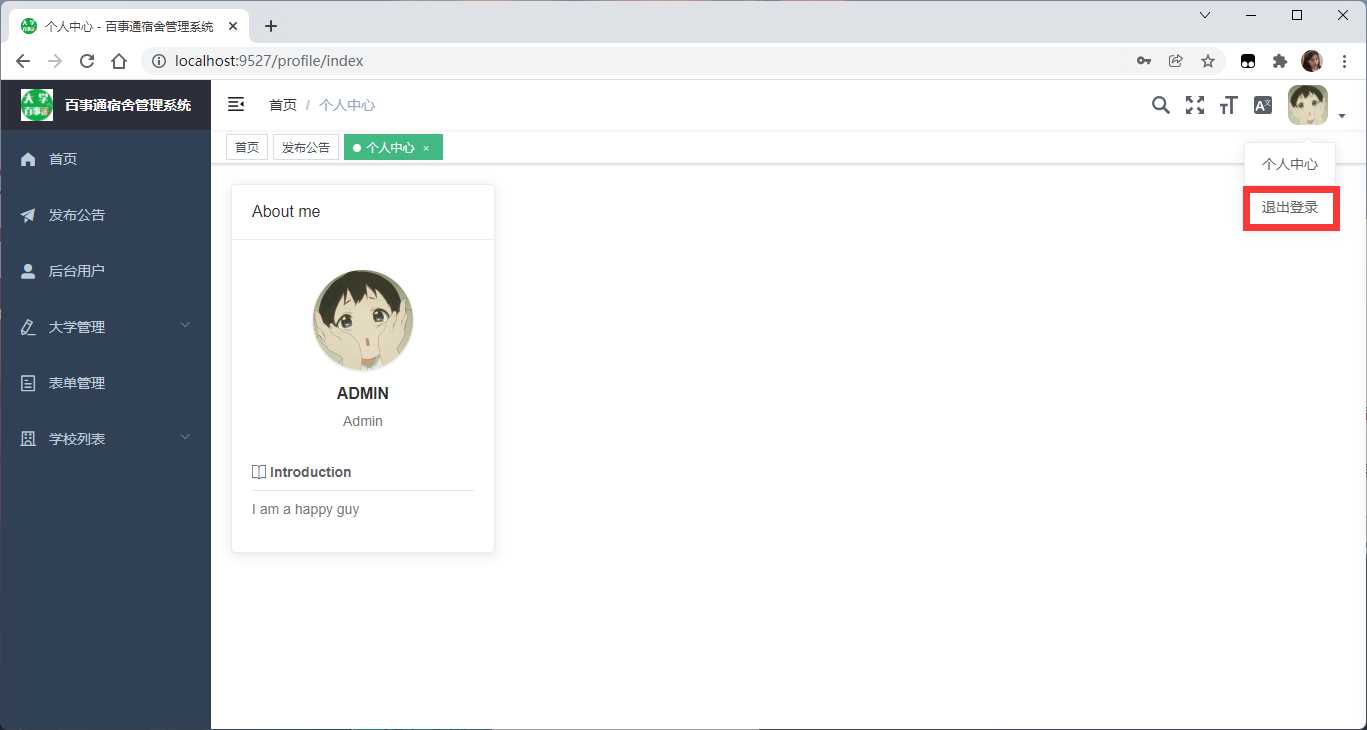 个人中心 - 百事通宿舍管理系统
localhost:9527/profile/index
大学
百事通
百事通宿舍管理系统
首页 / 个人中心
首页
发布公告
个人中心 ×
个人中心
退出登录
首页
发布公告
后台用户
大学管理
表单管理
学校列表
About me
ADMIN
Admin
Introduction
I am a happy guy